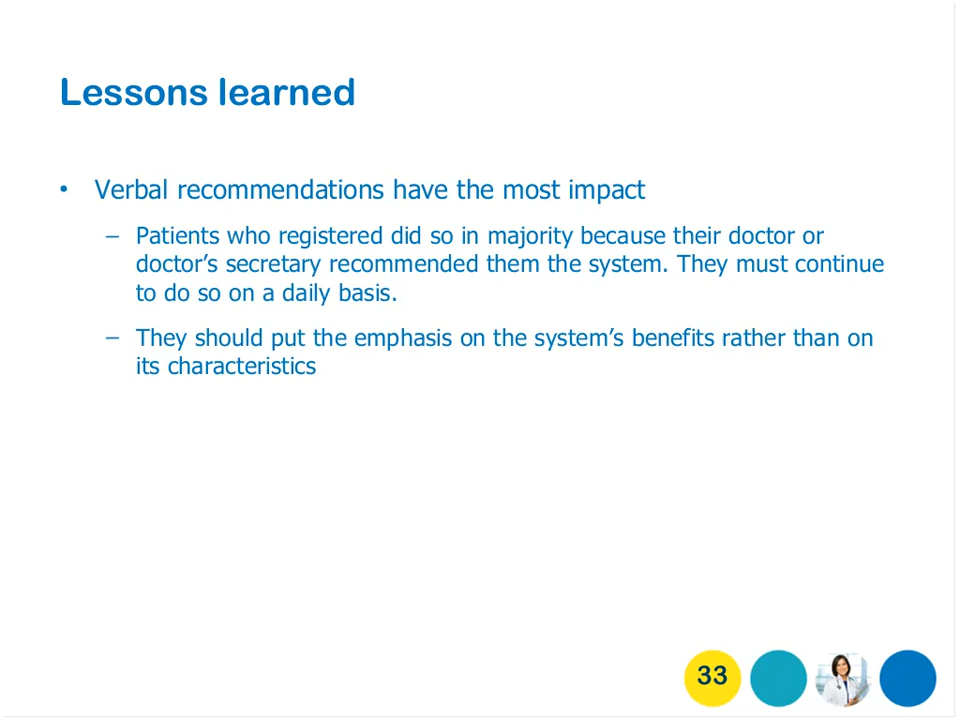 Lessons learned
• Verbal recommendations have the most impact
– Patients who registered did so in majority because their doctor or
doctor’s secretary recommended them the system. They must continue
to do so on a daily basis.
– They should put the emphasis on the system’s benefits rather than on
its characteristics
33